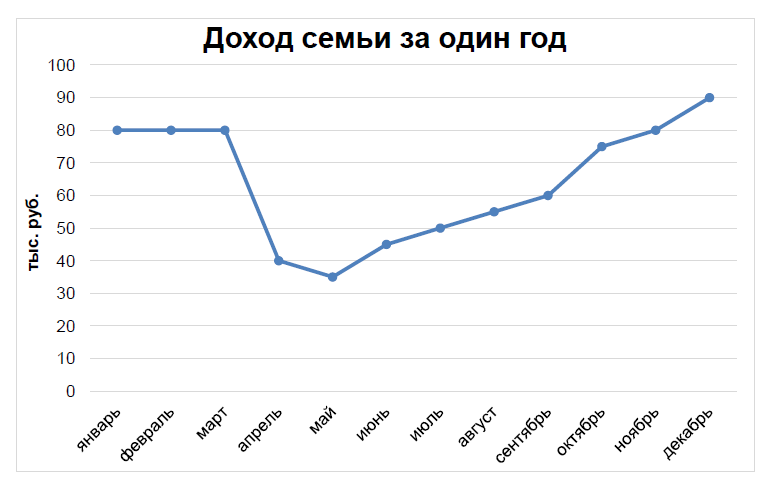 Доход семьи за один год
тыс. руб.
100
90
80
70
60
50
40
30
20
10
0
январь
февраль
март
апрель
май
июнь
июль
август
сентябрь
октябрь
ноябрь
декабрь